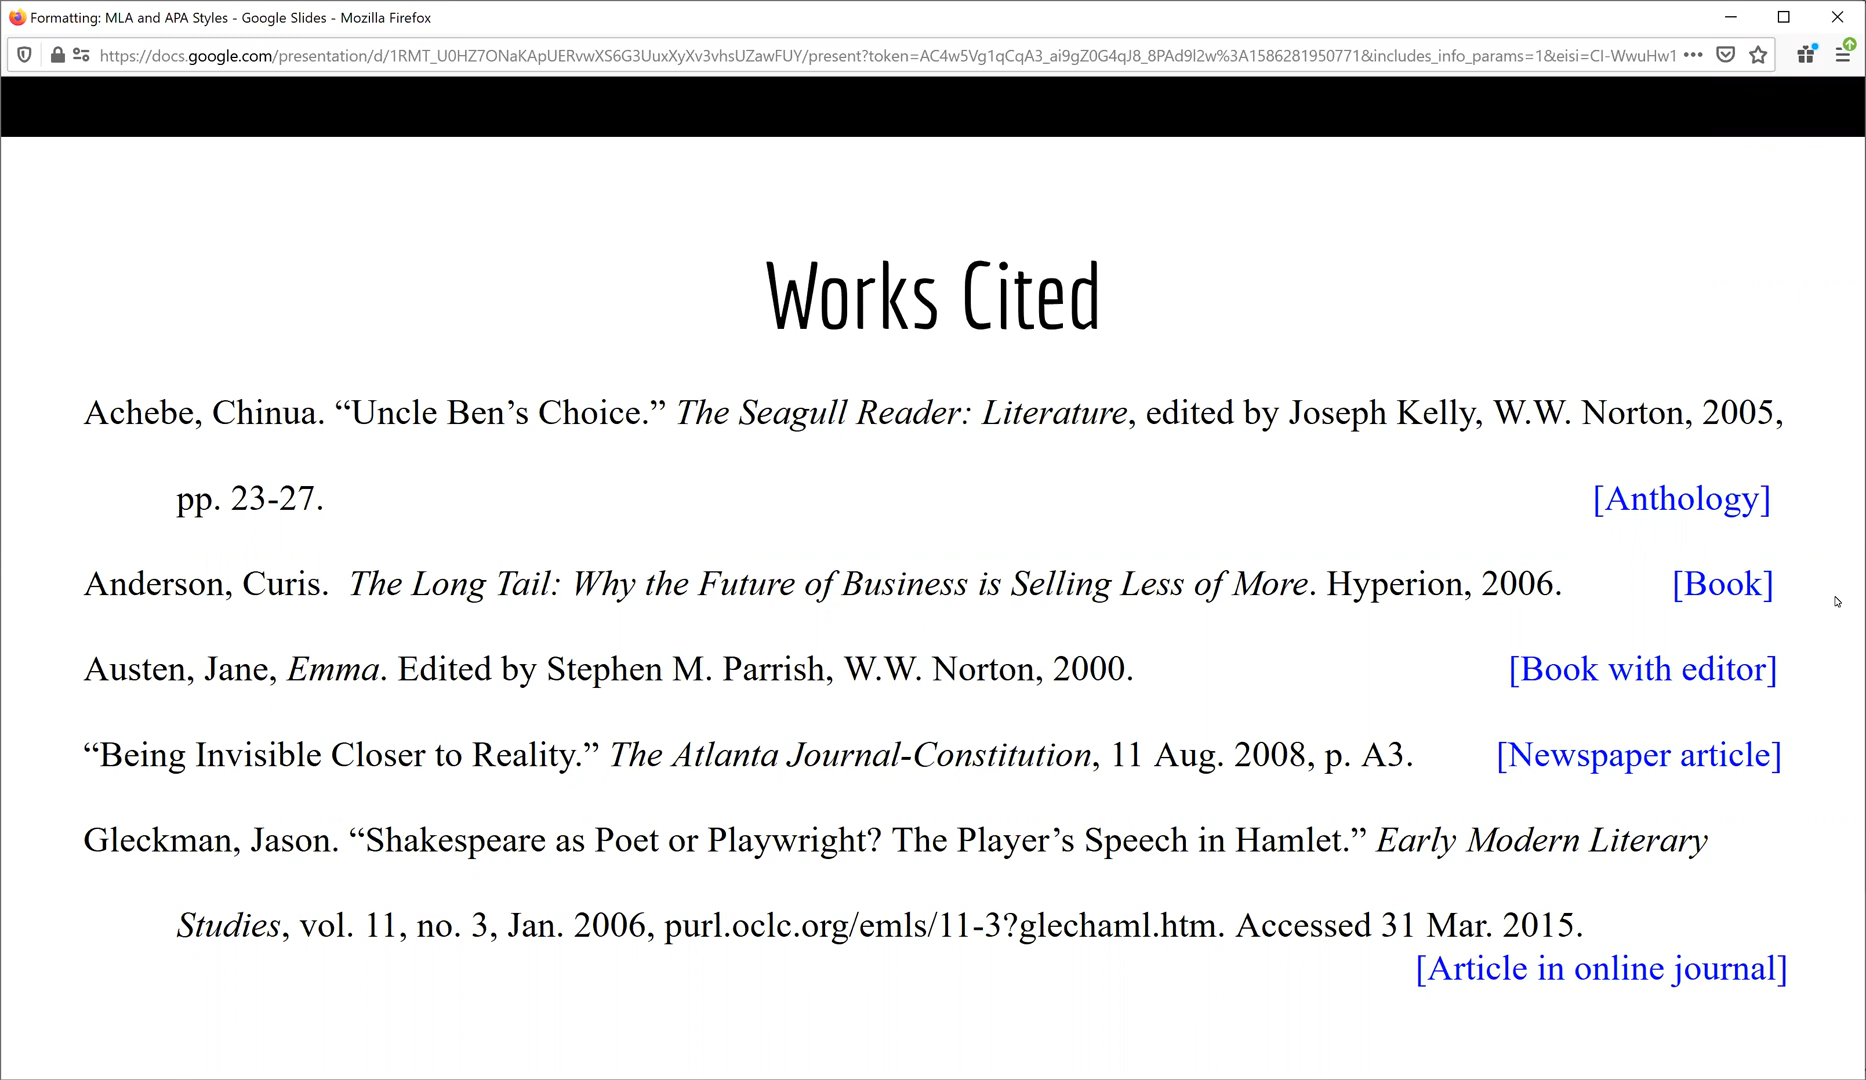 Formatting: MLA and APA Styles - Google Slides - Mozilla Firefox
https://docs.google.com/presentation/d/1RMT_U0HZ7ONaKApUERvwXS6G3UuxXyXv3vhsUZawFUY/present?token=AC4w5Vg1qCqA3_ai9gZ0G4qJ8_8PAd9l2w%3A1586281950771&includes_info_params=1&eisi=CI-WwuHw1
Works Cited
Achebe, Chinua. “Uncle Ben’s Choice.” The Seagull Reader: Literature, edited by Joseph Kelly, W.W. Norton, 2005,
pp. 23-27. [Anthology]
Anderson, Curis. The Long Tail: Why the Future of Business is Selling Less of More. Hyperion, 2006. [Book]
Austen, Jane, Emma. Edited by Stephen M. Parrish, W.W. Norton, 2000. [Book with editor]
“Being Invisible Closer to Reality.” The Atlanta Journal-Constitution, 11 Aug. 2008, p. A3. [Newspaper article]
Gleckman, Jason. “Shakespeare as Poet or Playwright? The Player’s Speech in Hamlet.” Early Modern Literary
Studies, vol. 11, no. 3, Jan. 2006, purl.oclc.org/emls/11-3?glechaml.htm. Accessed 31 Mar. 2015.
[Article in online journal]